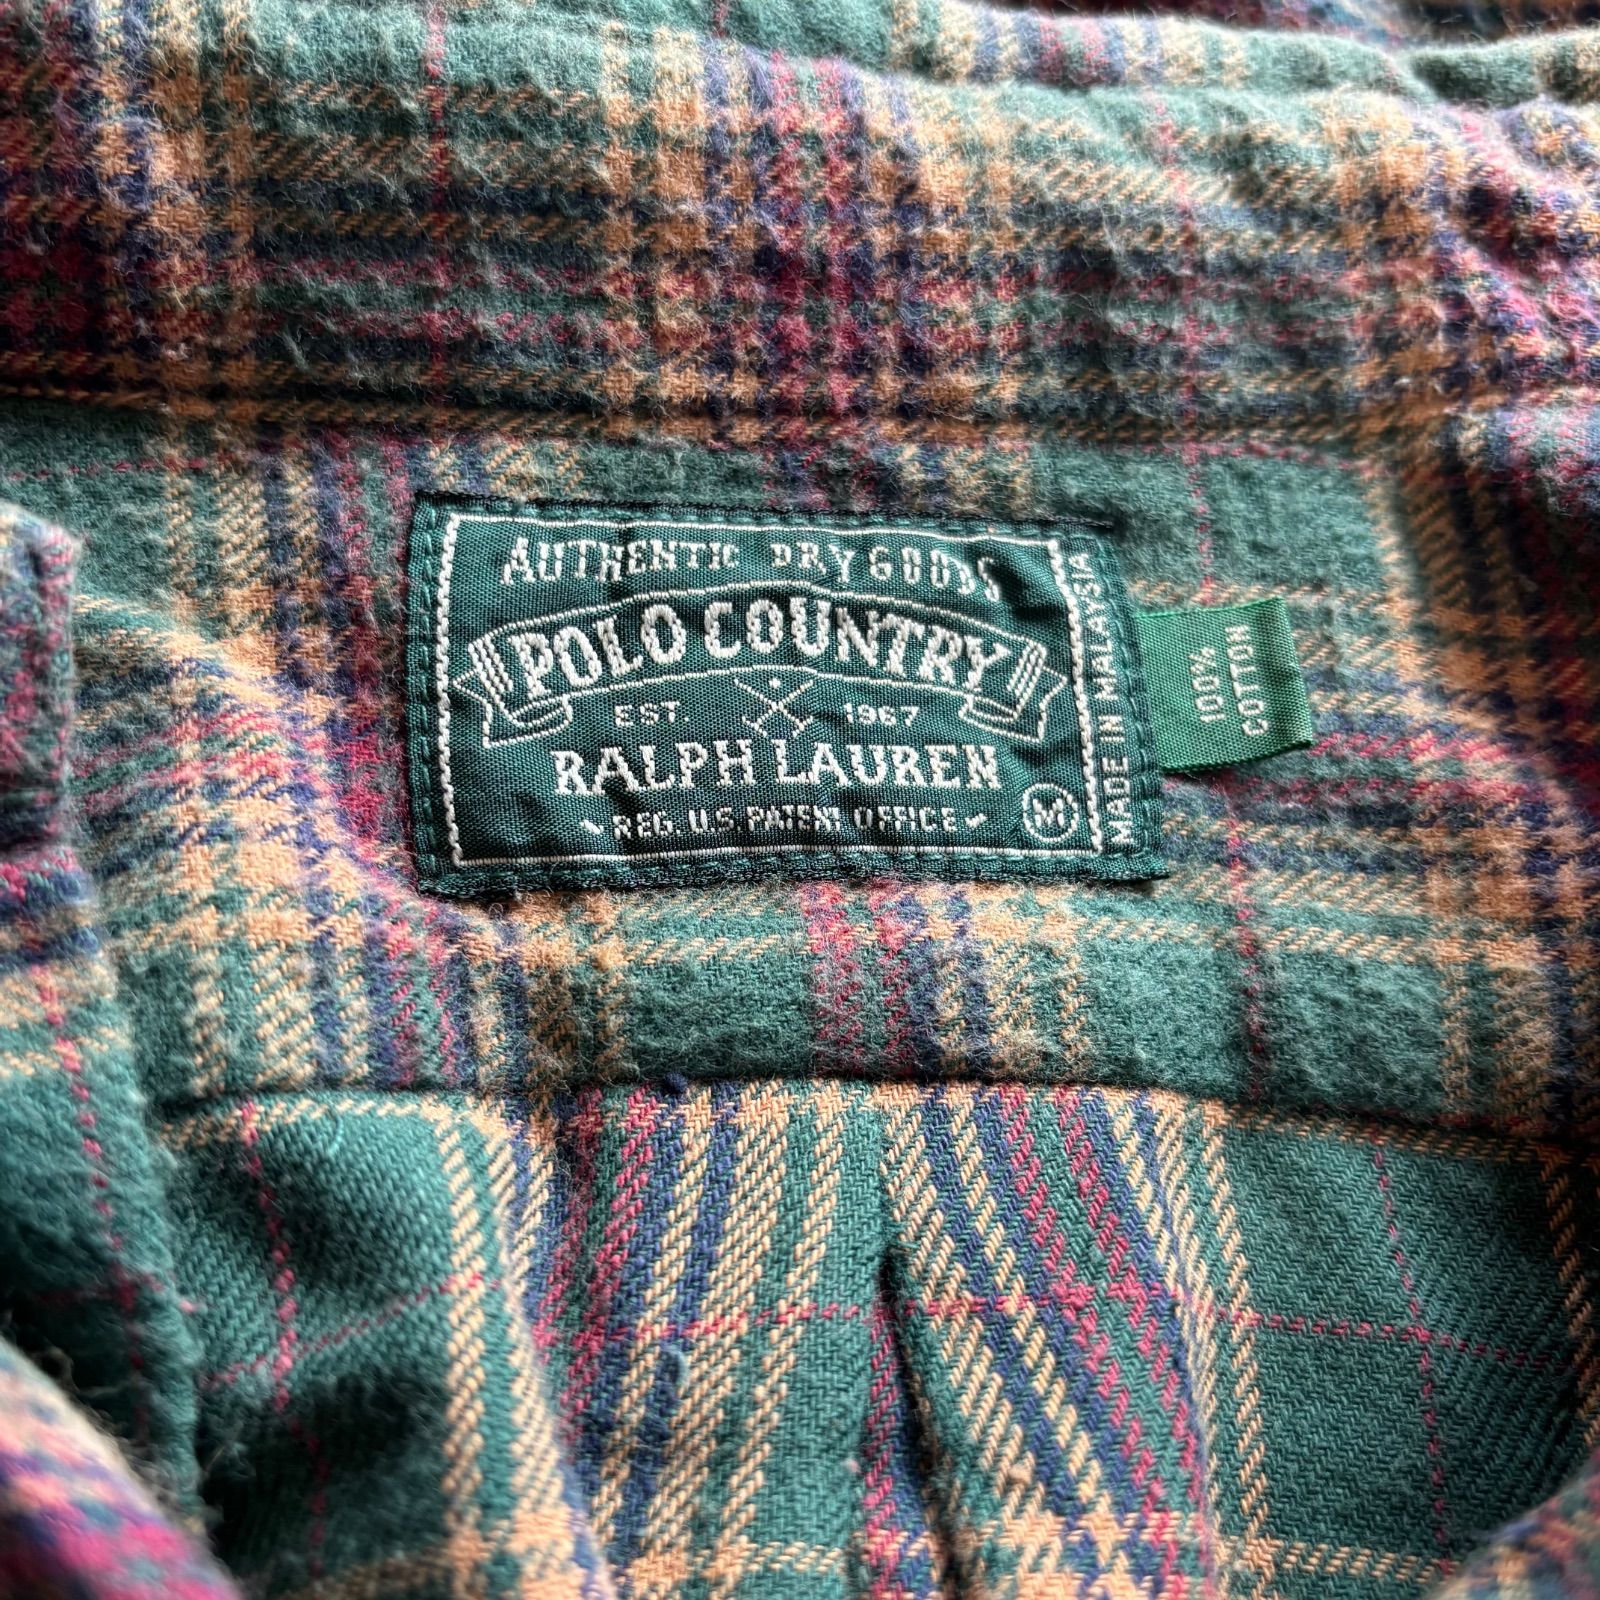 AUTHENTIC DRY GOODS
POLO COUNTRY
EST. 1967
RALPH LAUREN
REG. U.S. PATENT OFFICE
M
MADE IN MALAYSIA
100%
COTTON